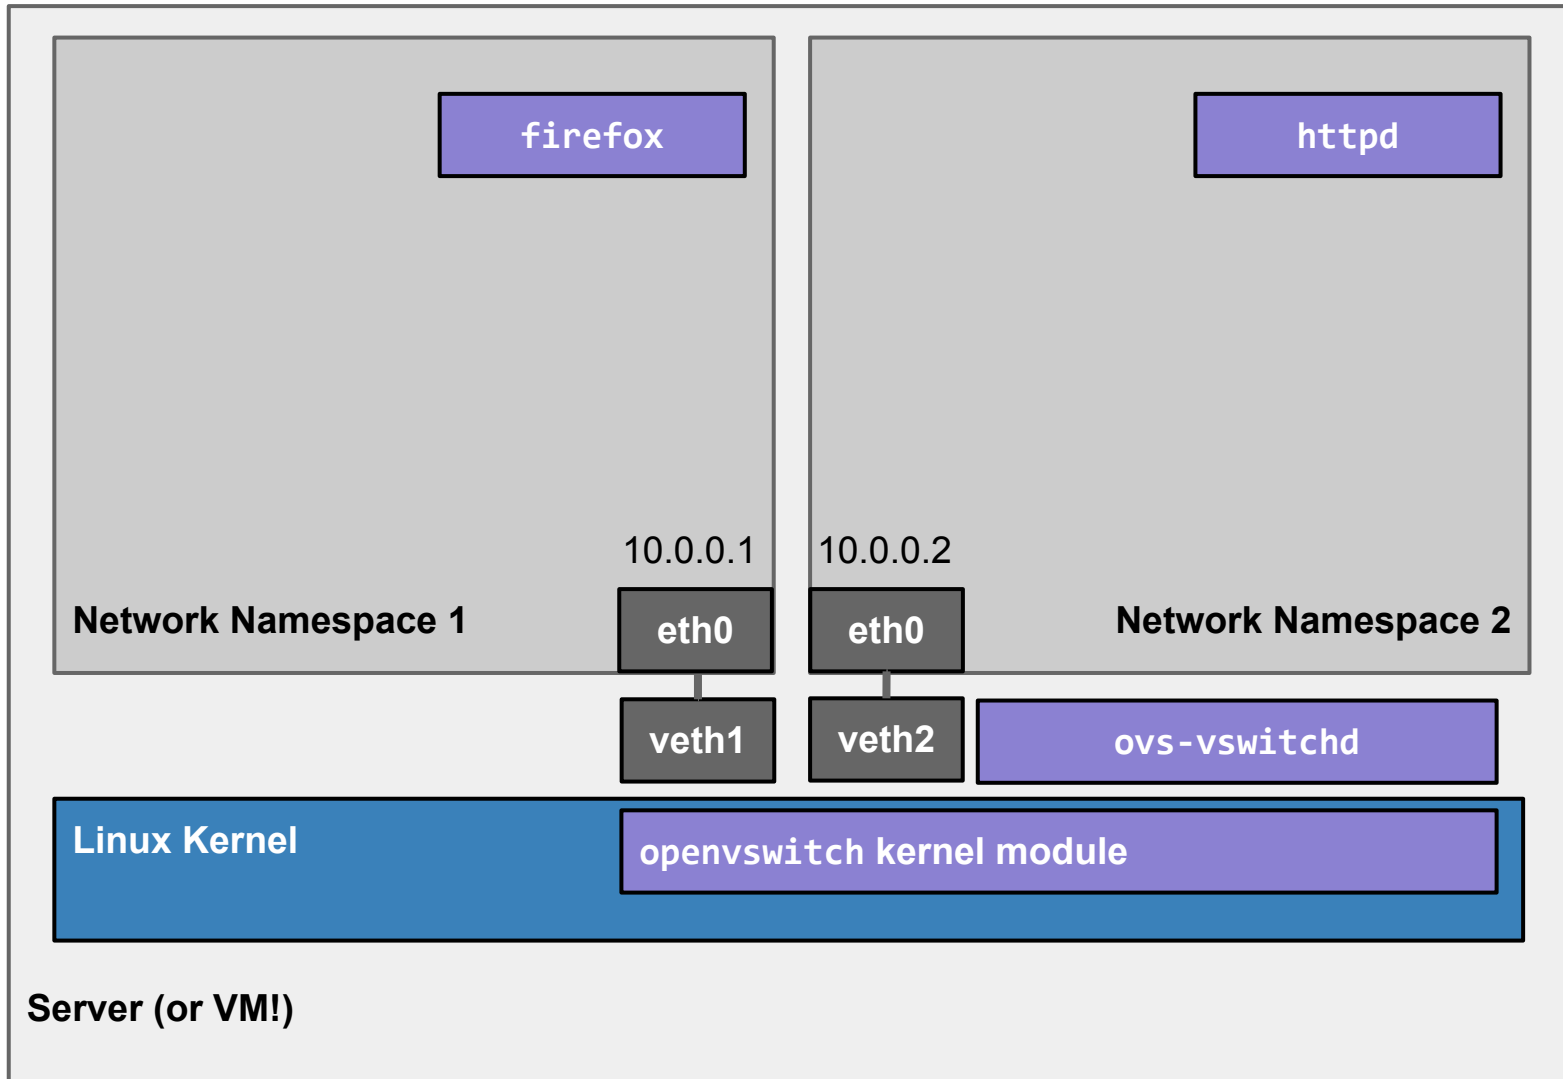 firefox
httpd
10.0.0.1
10.0.0.2
Network Namespace 1
eth0
eth0
Network Namespace 2
veth1
veth2
ovs-vswitchd
Linux Kernel
openvswitch kernel module
Server (or VM!)